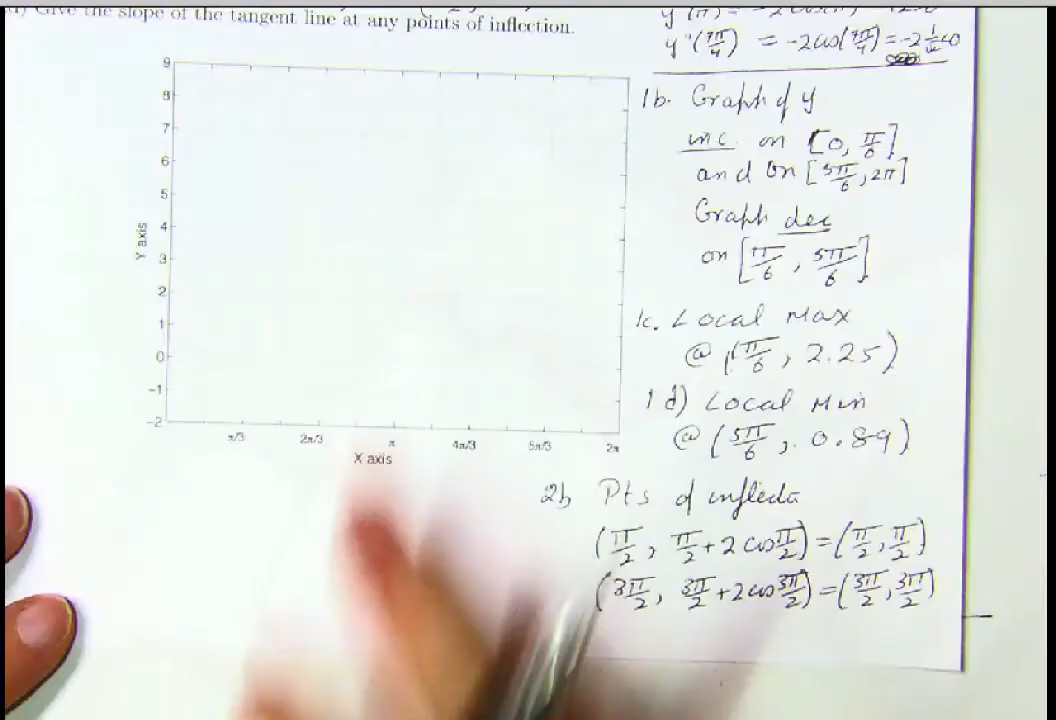 Give the slope of the tangent line at any points of inflection.
y''(7π/4) = -2cos(7π/4) = -2
1b. Graph of y
inc. on [0, π/6]
and on [5π/6, 2π]
Graph dec
on [π/6, 5π/6]
1c. Local Max
@ (π/6, 2.25)
1d) Local Min
@ (5π/6, 0.89)
2b Pts of inflectn
(π/2, π/2 + 2cos π/2) = (π/2, π/2)
(3π/2, 3π/2 + 2cos 3π/2) = (3π/2, 3π/2)
9
8
7
6
5
4
3
2
1
0
-1
-2
Y axis
π/3 2π/3 π 4π/3 5π/3 2π
X axis